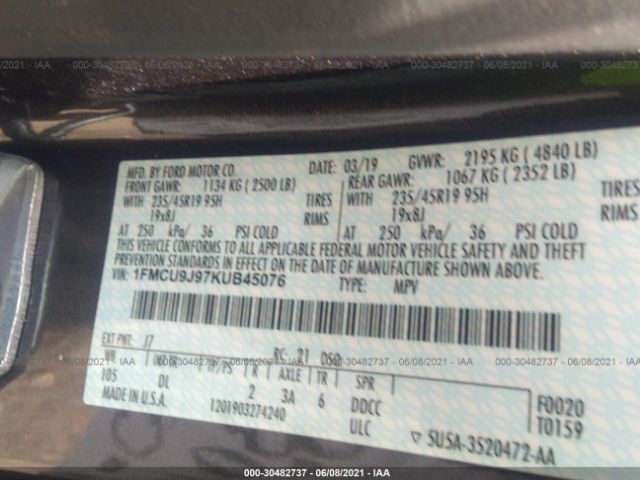 000-30482737 - 06/08/2021 - IAA
MFD. BY FORD MOTOR CO.
DATE: 03/19 GVWR: 2195 KG ( 4840 LB)
FRONT GAWR: 1134 KG ( 2500 LB) REAR GAWR: 1067 KG ( 2352 LB)
WITH 235/45R19 95H TIRES WITH 235/45R19 95H TIRES
19x8J RIMS 19x8J RIMS
AT 250 kPa/ 36 PSI COLD AT 250 kPa/ 36 PSI COLD
THIS VEHICLE CONFORMS TO ALL APPLICABLE FEDERAL MOTOR VEHICLE SAFETY AND THEFT
PREVENTION STANDARDS IN EFFECT ON THE DATE OF MANUFACTURE SHOWN ABOVE.
VIN: 1FMCU9J97KUB45076 TYPE: MPV
EXT PNT: J7
AXLE TR SPR
105 DL 2 3A 6 DDCC F0020
MADE IN U.S.A. 1201903274240 ULC T0159
▽ 5U5A-3520472-AA
000-30482737 - 06/08/2021 - IAA